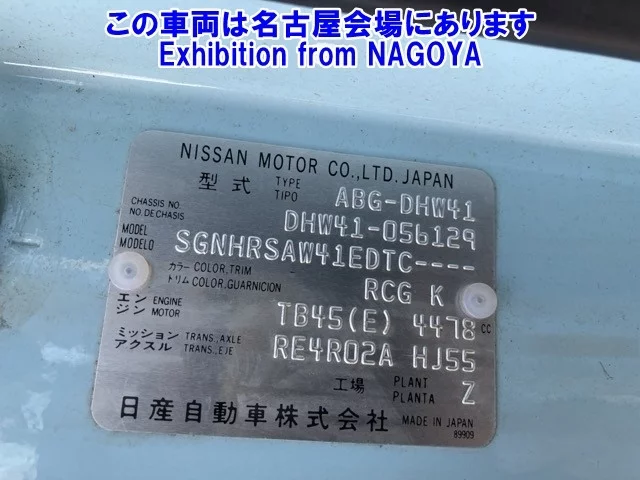 この車両は名古屋会場にあります
Exhibition from NAGOYA
NISSAN MOTOR CO.,LTD. JAPAN
型式 TYPE TIPO ABG-DHW41
CHASSIS NO. NO.DECHASIS DHW41-056129
MODEL MODELO SGNHRSAW41EDTC----
カラー COLOR,TRIM
トリム COLOR,GUARNICION RCG K
エンジン ENGINE MOTOR TB45(E) 4478 CC
ミッション TRANS.,AXLE
アクスル TRANS.,EJE RE4R02A HJ55
工場 PLANT PLANTA Z
日産自動車株式会社 MADE IN JAPAN
89909